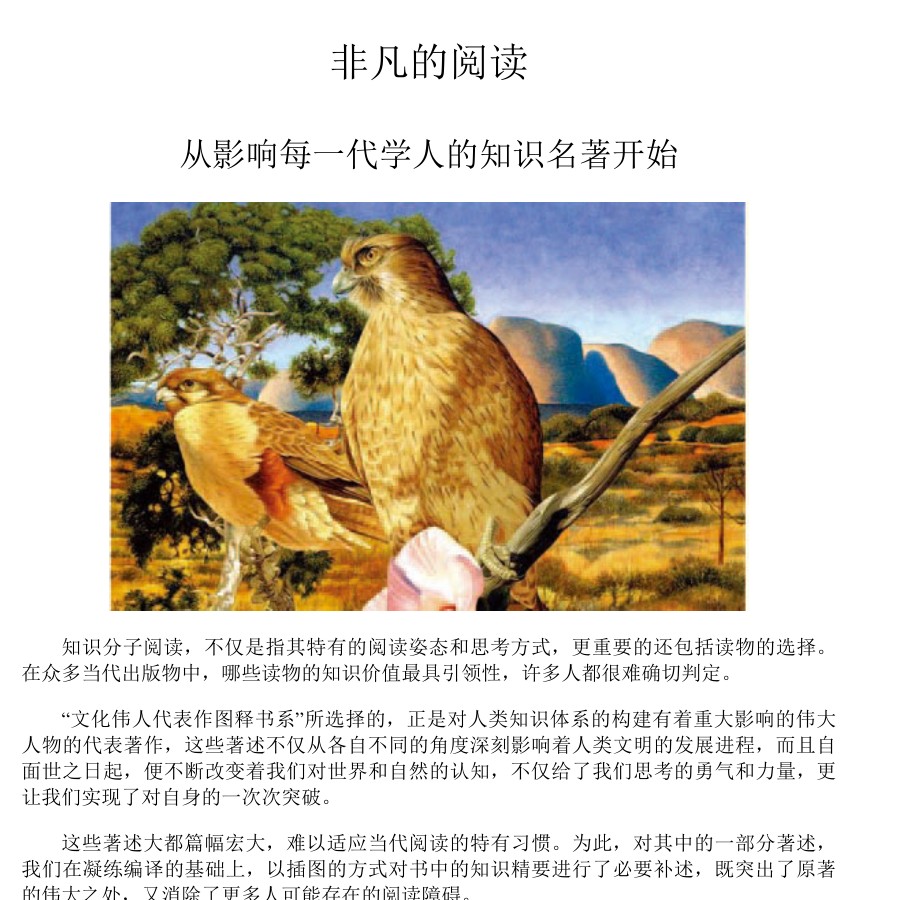 非凡的阅读
从影响每一代学人的知识名著开始
知识分子阅读，不仅是指其特有的阅读姿态和思考方式，更重要的还包括读物的选择。
在众多当代出版物中，哪些读物的知识价值最具引领性，许多人都很难确切判定。
“文化伟人代表作图释书系”所选择的，正是对人类知识体系的构建有着重大影响的伟大
人物的代表著作，这些著述不仅从各自不同的角度深刻影响着人类文明的发展进程，而且自
面世之日起，便不断改变着我们对世界和自然的认知，不仅给了我们思考的勇气和力量，更
让我们实现了对自身的一次次突破。
这些著述大都篇幅宏大，难以适应当代阅读的特有习惯。为此，对其中的一部分著述，
我们在凝练编译的基础上，以插图的方式对书中的知识精要进行了必要补述，既突出了原著
的伟大之处，又消除了更多人可能存在的阅读障碍。